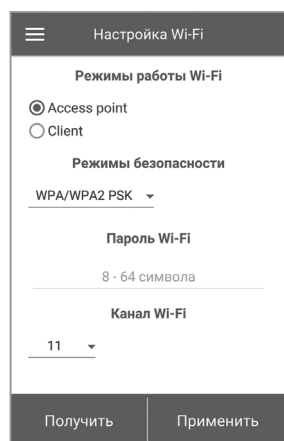 Настройка Wi-Fi
Режимы работы Wi-Fi
Access point
Client
Режимы безопасности
WPA/WPA2 PSK
Пароль Wi-Fi
8 - 64 символа
Канал Wi-Fi
11
Получить Применить